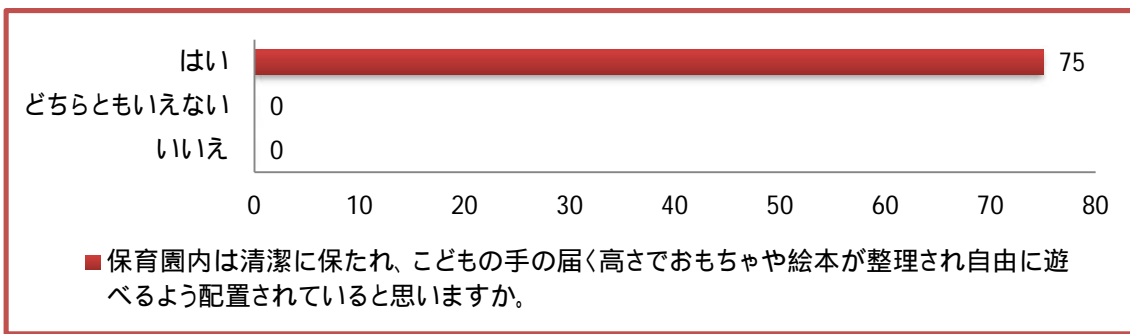 はい 75
どちらともいえない 0
いいえ 0
0 10 20 30 40 50 60 70 80
保育園内は清潔に保たれ、こどもの手の届く高さでおもちゃや絵本が整理され自由に遊
べるよう配置されていると思いますか。